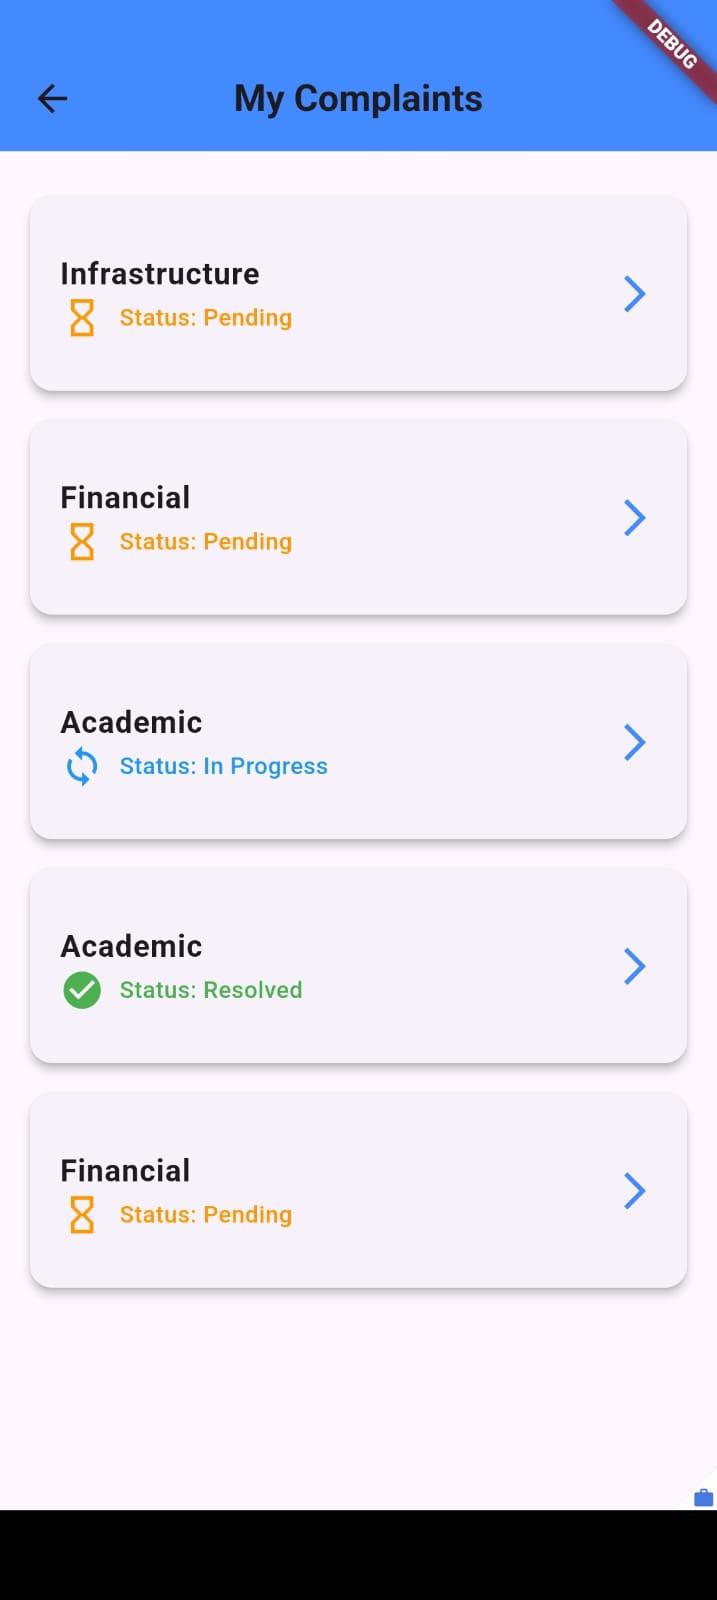 DEBUG
My Complaints
Infrastructure
Status: Pending
Financial
Status: Pending
Academic
Status: In Progress
Academic
Status: Resolved
Financial
Status: Pending